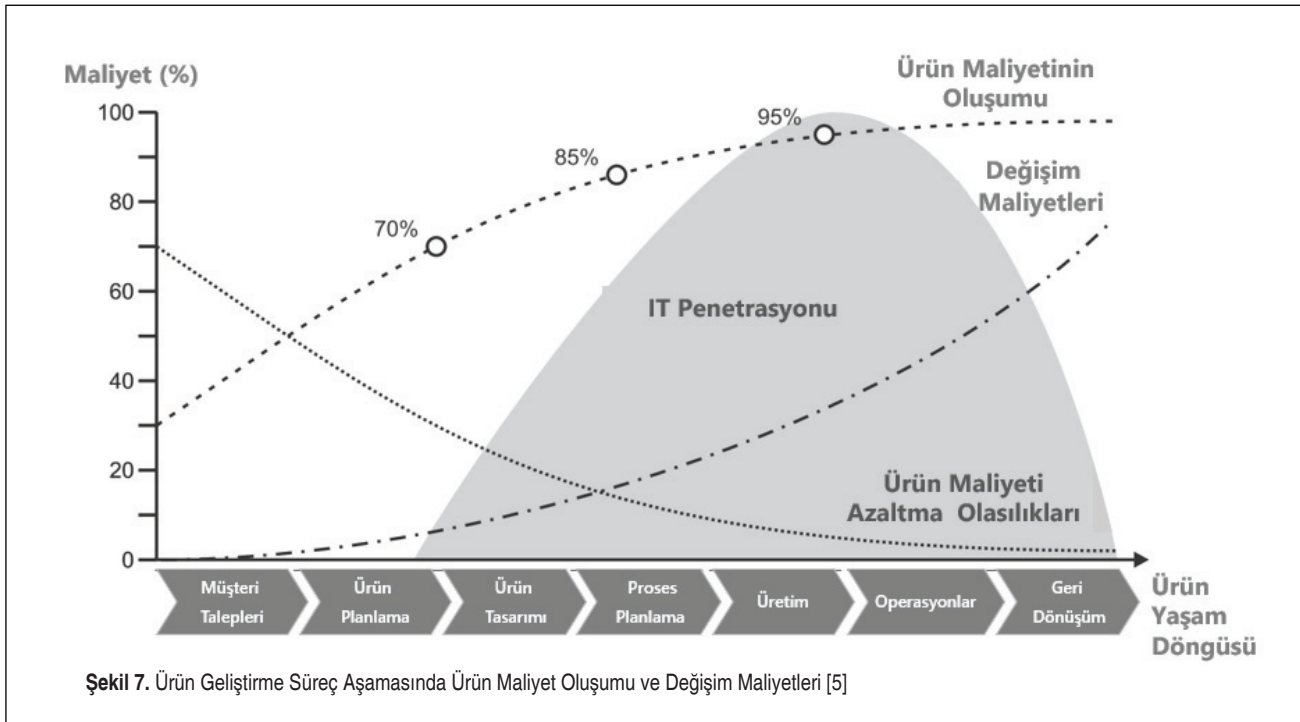 Maliyet (%)
100
80
60
40
20
0
70%
85%
95%
Ürün Maliyetinin
Oluşumu
Değişim
Maliyetleri
IT Penetrasyonu
Ürün Maliyeti
Azaltma Olasılıkları
Müşteri
Talepleri
Ürün
Planlama
Ürün
Tasarımı
Proses
Planlama
Üretim
Operasyonlar
Geri
Dönüşüm
Ürün
Yaşam
Döngüsü
Şekil 7. Ürün Geliştirme Süreç Aşamasında Ürün Maliyet Oluşumu ve Değişim Maliyetleri [5]